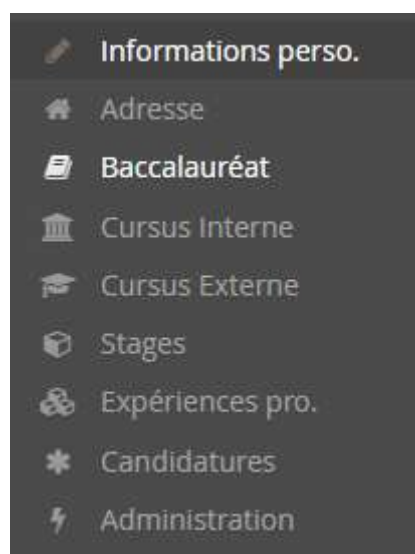 Informations perso.
Adresse
Baccalauréat
Cursus Interne
Cursus Externe
Stages
Expériences pro.
Candidatures
Administration